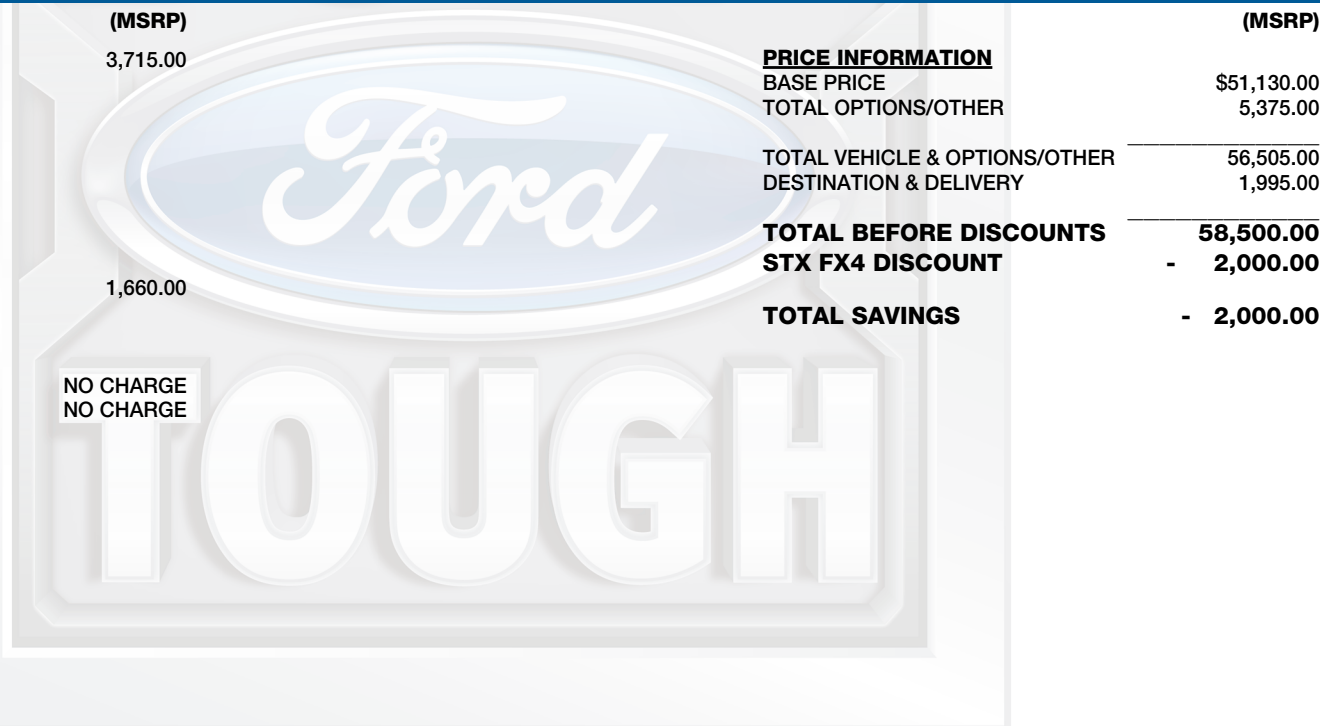 (MSRP)
3,715.00
1,660.00
NO CHARGE
NO CHARGE
(MSRP)
PRICE INFORMATION
BASE PRICE $51,130.00
TOTAL OPTIONS/OTHER 5,375.00
TOTAL VEHICLE & OPTIONS/OTHER 56,505.00
DESTINATION & DELIVERY 1,995.00
TOTAL BEFORE DISCOUNTS 58,500.00
STX FX4 DISCOUNT - 2,000.00
TOTAL SAVINGS - 2,000.00
Ford
TOUGH